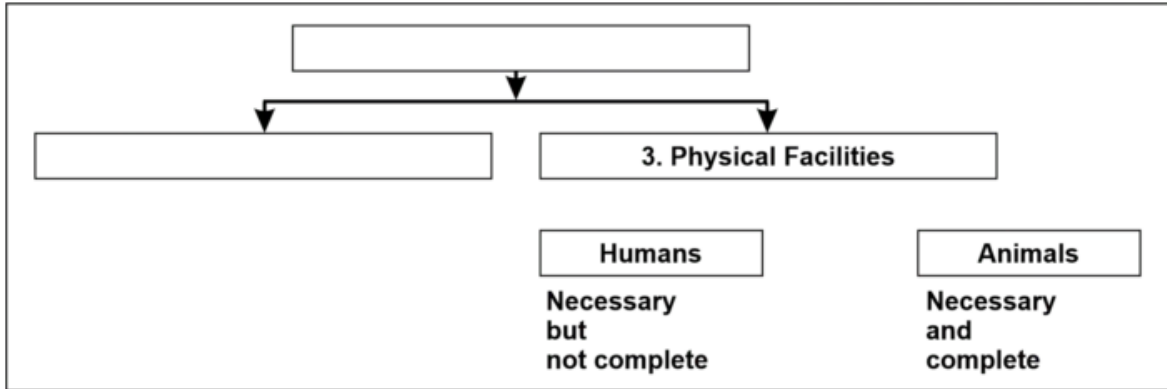 3. Physical Facilities
Humans
Animals
Necessary
but
not complete
Necessary
and
complete